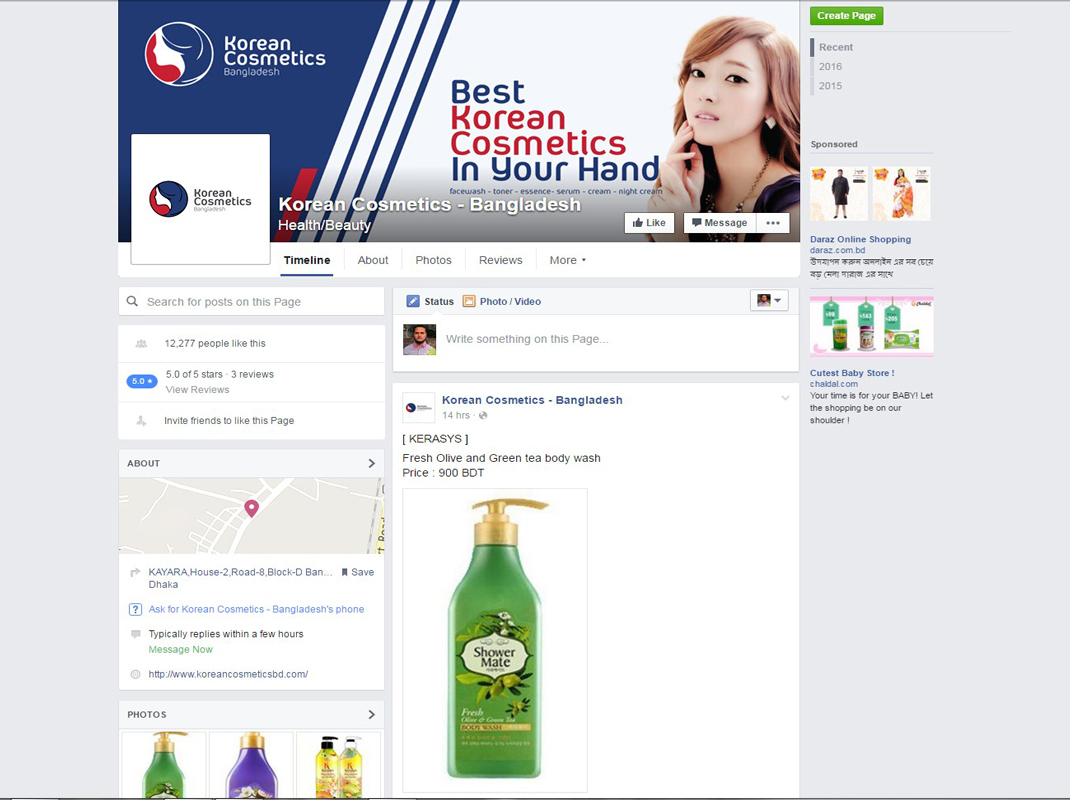 Korean
Cosmetics
Bangladesh
Best
Korean
Cosmetics
In Your Hand
facewash - toner - essence- serum - cream - night cream
Korean
Cosmetics
Bangladesh
Korean Cosmetics - Bangladesh
Health/Beauty
Like
Message
Timeline
About
Photos
Reviews
More
Create Page
Recent
2016
2015
Search for posts on this Page
12,277 people like this
5.0
5.0 of 5 stars · 3 reviews
View Reviews
Invite friends to like this Page
ABOUT
KAYARA,House-2,Road-8,Block-D Ban...
Save
Dhaka
Ask for Korean Cosmetics - Bangladesh's phone
Typically replies within a few hours
Message Now
http://www.koreancosmeticsbd.com/
PHOTOS
Status
Photo / Video
Write something on this Page...
Korean Cosmetics - Bangladesh
14 hrs ·
[ KERASYS ]
Fresh Olive and Green tea body wash
Price : 900 BDT
Shower
Mate
Fresh
Olive & Green Tea
BODY WASH
Sponsored
Daraz Online Shopping
daraz.com.bd
উদযাপন করুন অনলাইন এর সব চেয়ে
বড় মেলা দারাজ এর সাথে
Chaldal
Cutest Baby Store !
chaldal.com
Your time is for your BABY! Let
the shopping be on our
shoulder !